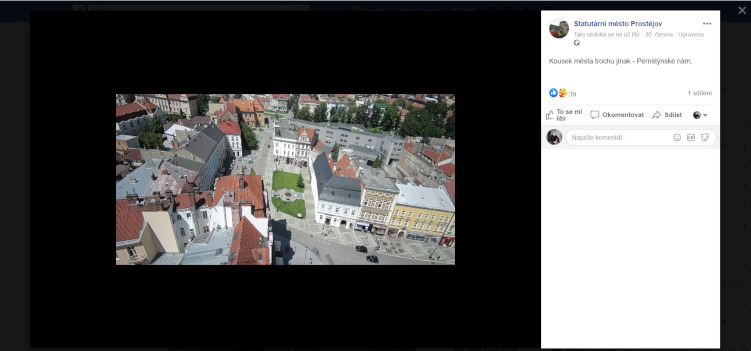 Statutární město Prostějov
Tato stránka se mi už líbí · 30. června · Upraveno
Kousek města trochu jinak - Pernštýnské nám.
39
1 sdílení
To se mi líbí
Okomentovat
Sdílet
Napište komentář...